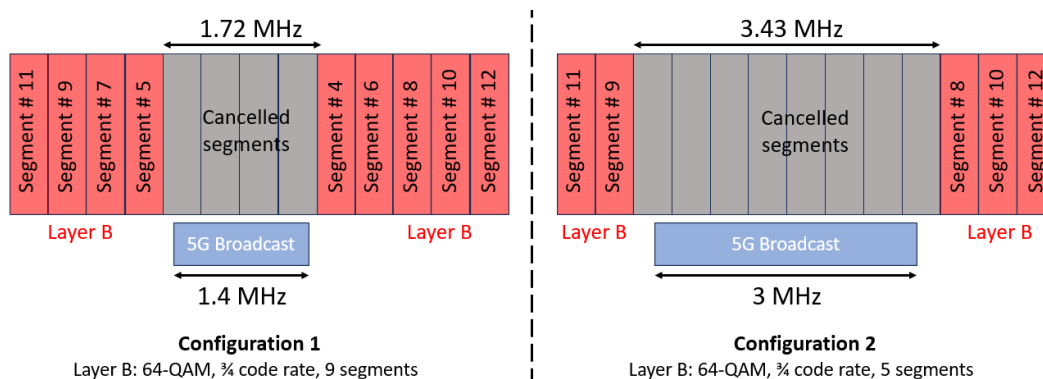 1.72 MHz
Segment # 11
Segment # 9
Segment # 7
Segment # 5
Cancelled
segments
Segment # 4
Segment # 6
Segment # 8
Segment # 10
Segment # 12
Layer B
5G Broadcast
Layer B
1.4 MHz
Configuration 1
Layer B: 64-QAM, ¾ code rate, 9 segments
3.43 MHz
Segment # 11
Segment # 9
Cancelled
segments
Segment # 8
Segment # 10
Segment # 12
Layer B
5G Broadcast
Layer B
3 MHz
Configuration 2
Layer B: 64-QAM, ¾ code rate, 5 segments